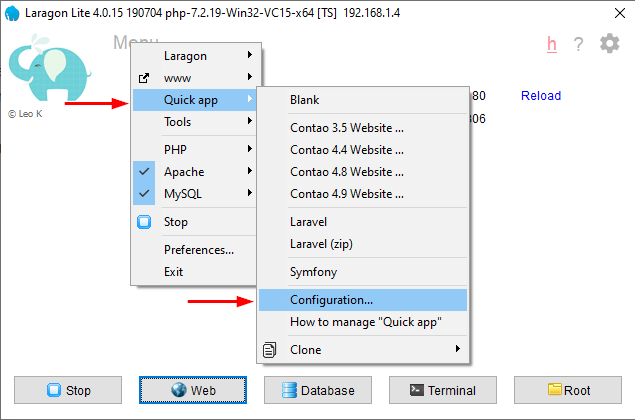 Laragon Lite 4.0.15 190704 php-7.2.19-Win32-VC15-x64 [TS] 192.168.1.4
Menu
h ?
© Leo K
Laragon
www
Quick app
Tools
PHP
Apache
MySQL
Stop
Preferences...
Exit
Blank
Contao 3.5 Website ...
Contao 4.4 Website ...
Contao 4.8 Website ...
Contao 4.9 Website ...
Laravel
Laravel (zip)
Symfony
Configuration...
How to manage "Quick app"
Clone
80 Reload
306
Stop
Web
Database
Terminal
Root